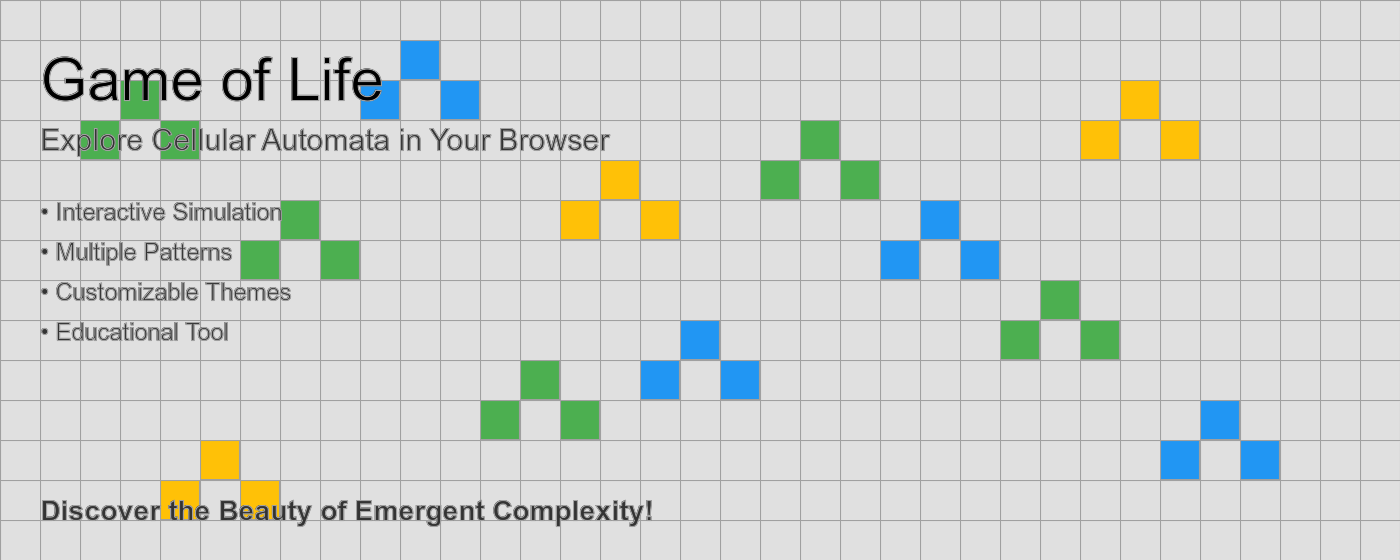 Game of Life
Explore Cellular Automata in Your Browser
• Interactive Simulation
• Multiple Patterns
• Customizable Themes
• Educational Tool
Discover the Beauty of Emergent Complexity!